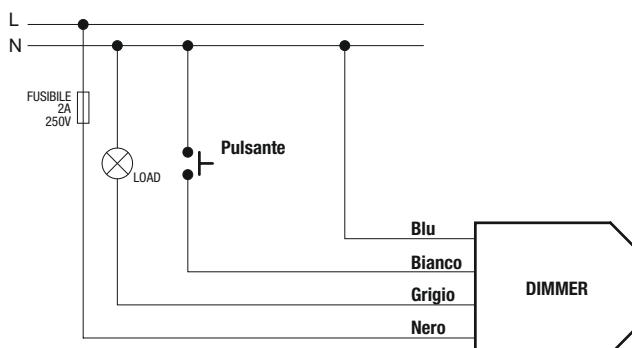 L
N
FUSIBILE
2A
250V
LOAD
Pulsante
Blu
Bianco
Grigio
Nero
DIMMER